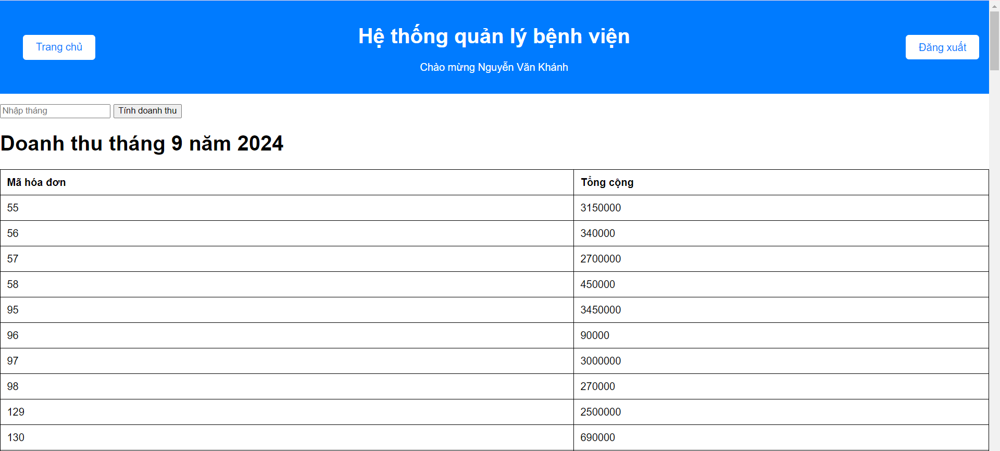 Trang chủ
Hệ thống quản lý bệnh viện
Chào mừng Nguyễn Văn Khánh
Đăng xuất
Nhập tháng Tính doanh thu
Doanh thu tháng 9 năm 2024
Mã hóa đơn Tổng cộng
55 3150000
56 340000
57 2700000
58 450000
95 3450000
96 90000
97 3000000
98 270000
129 2500000
130 690000